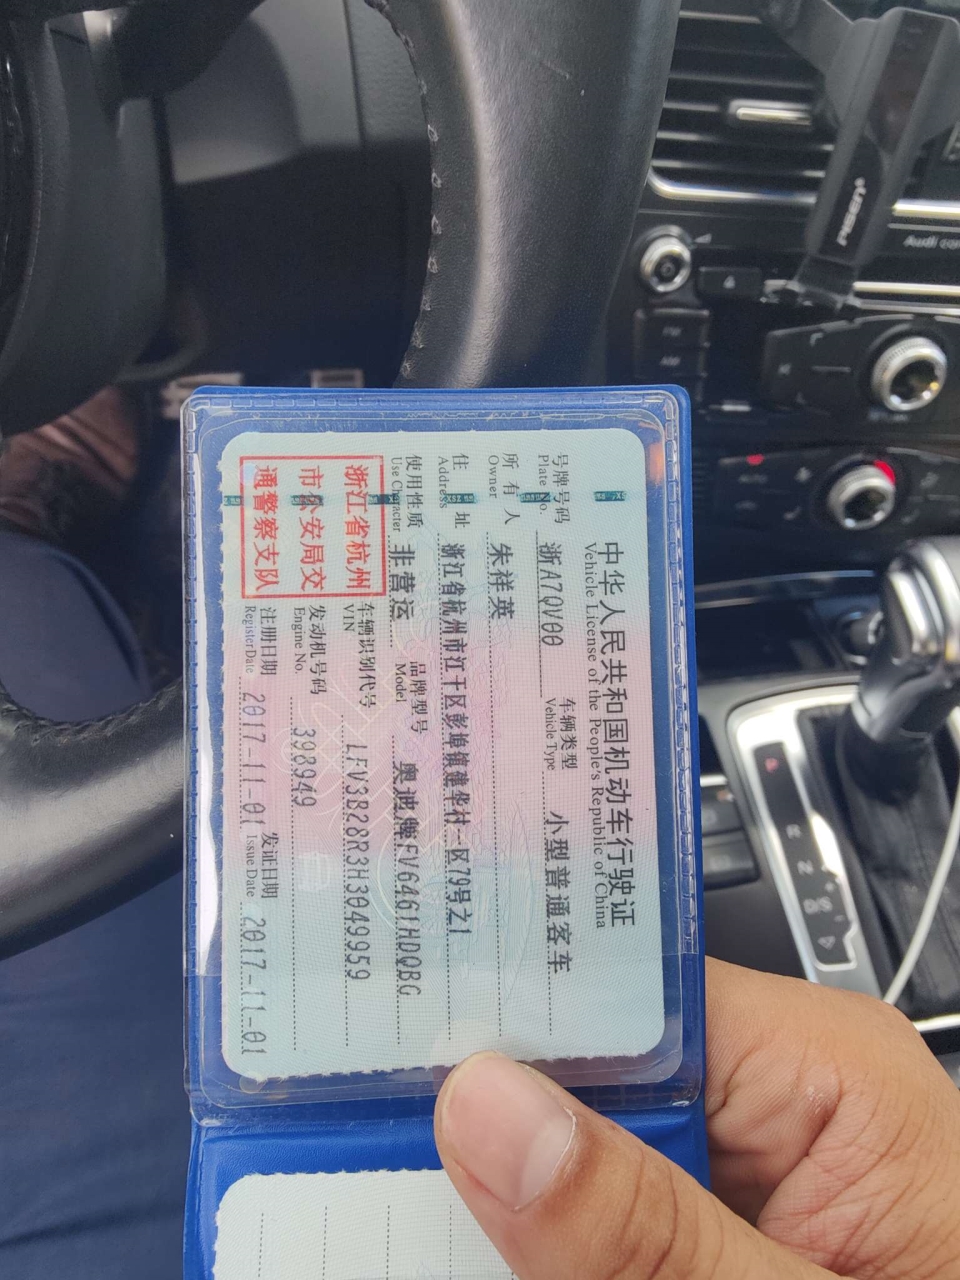 中华人民共和国机动车行驶证
Vehicle License of the People's Republic of China
号牌号码 浙A7QV00 车辆类型 小型普通客车
Plate No. Vehicle Type
所有人 朱祥英
Owner
住址 浙江省杭州市江干区彭埠镇建华村一区79号之1
Address
使用性质 非营运 品牌型号 奥迪牌FV6461HDQBG
Use Character Model
浙江省杭州
市公安局交
通警察支队
车辆识别代号 LFV3B28R3H3049959
VIN
发动机号码 398949
Engine No.
注册日期 2017-11-01 发证日期 2017-11-01
Register Date Issue Date
Audi
FM
AM
R
N
D/S